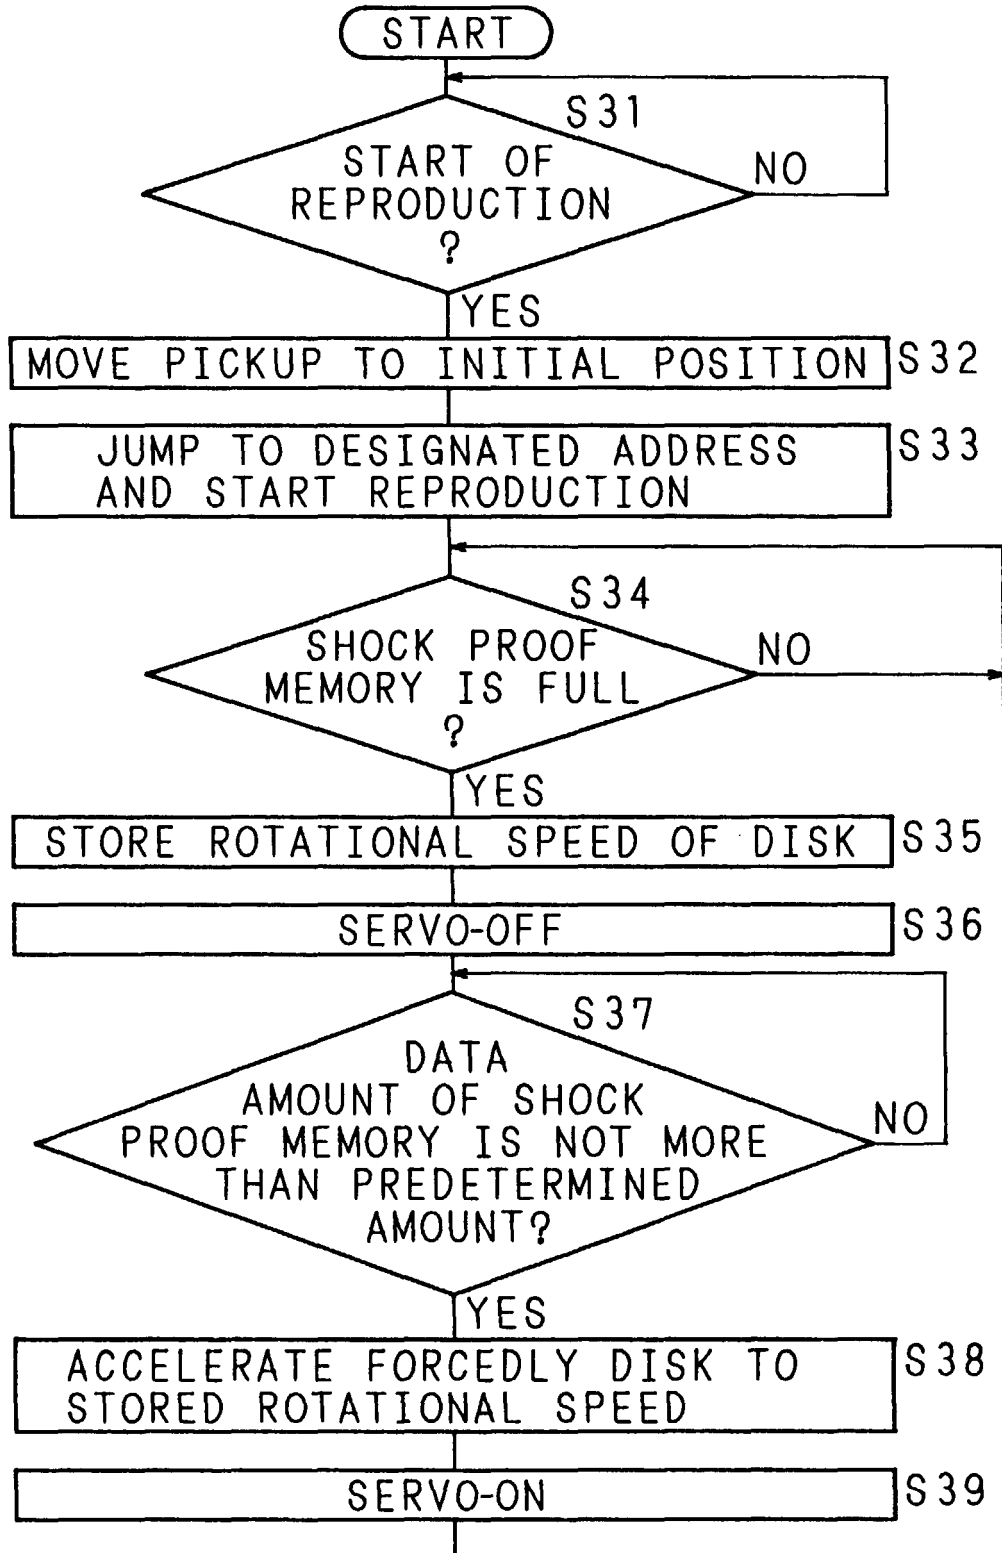 START
S31
START OF
REPRODUCTION
?
NO
YES
MOVE PICKUP TO INITIAL POSITION
S32
JUMP TO DESIGNATED ADDRESS
AND START REPRODUCTION
S33
S34
SHOCK PROOF
MEMORY IS FULL
?
NO
YES
STORE ROTATIONAL SPEED OF DISK
S35
SERVO-OFF
S36
S37
DATA
AMOUNT OF SHOCK
PROOF MEMORY IS NOT MORE
THAN PREDETERMINED
AMOUNT?
NO
YES
ACCELERATE FORCEDLY DISK TO
STORED ROTATIONAL SPEED
S38
SERVO-ON
S39